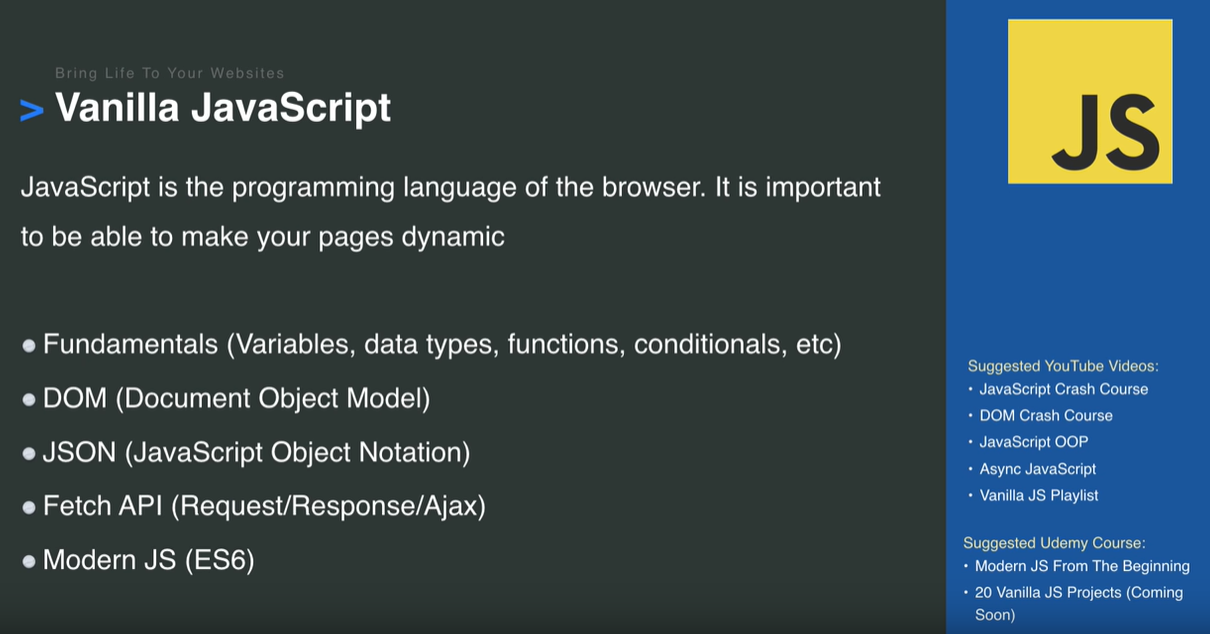 Bring Life To Your Websites
> Vanilla JavaScript
JavaScript is the programming language of the browser. It is important
to be able to make your pages dynamic
Fundamentals (Variables, data types, functions, conditionals, etc)
DOM (Document Object Model)
JSON (JavaScript Object Notation)
Fetch API (Request/Response/Ajax)
Modern JS (ES6)
JS
Suggested YouTube Videos:
• JavaScript Crash Course
• DOM Crash Course
• JavaScript OOP
• Async JavaScript
• Vanilla JS Playlist
Suggested Udemy Course:
• Modern JS From The Beginning
• 20 Vanilla JS Projects (Coming
Soon)